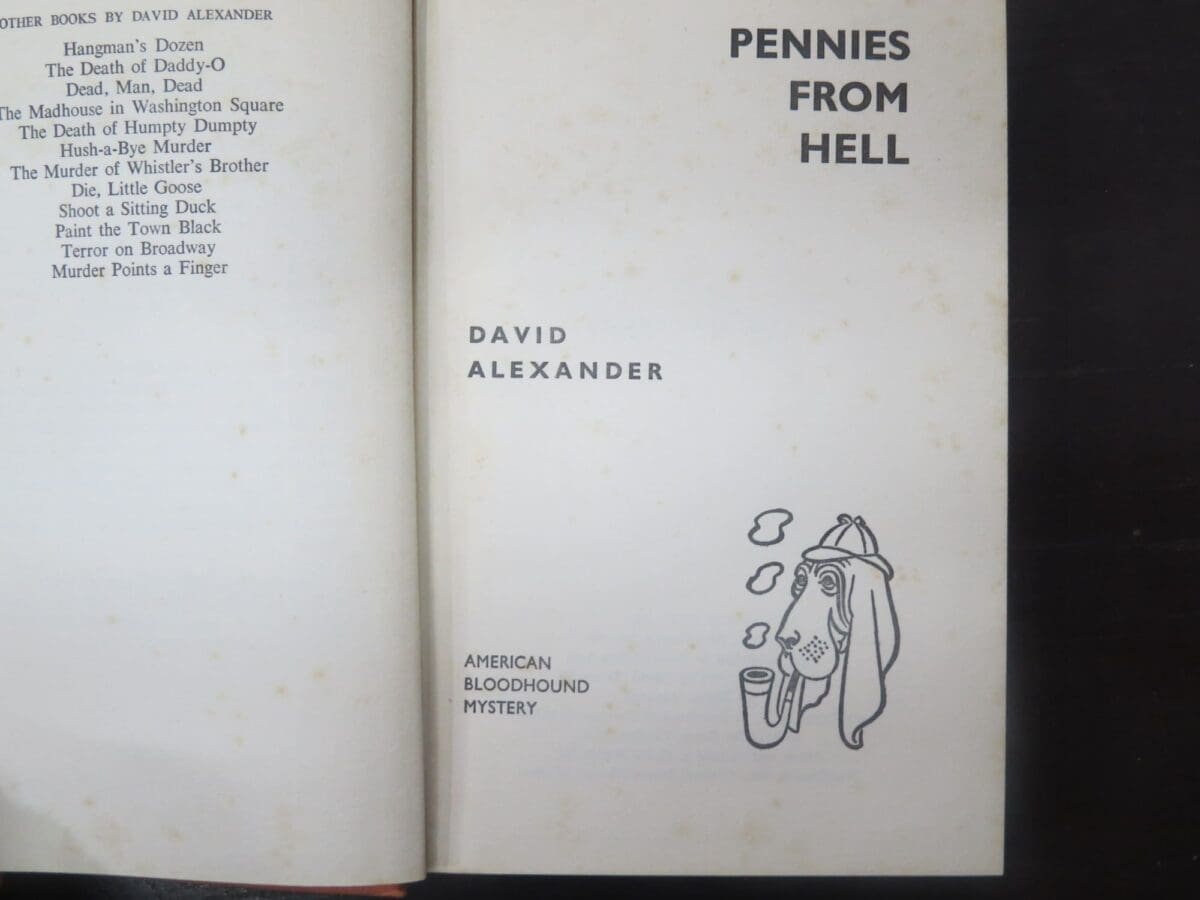 OTHER BOOKS BY DAVID ALEXANDER
Hangman's Dozen
The Death of Daddy-O
Dead, Man, Dead
The Madhouse in Washington Square
The Death of Humpty Dumpty
Hush-a-Bye Murder
The Murder of Whistler's Brother
Die, Little Goose
Shoot a Sitting Duck
Paint the Town Black
Terror on Broadway
Murder Points a Finger
PENNIES
FROM
HELL
DAVID
ALEXANDER
AMERICAN
BLOODHOUND
MYSTERY